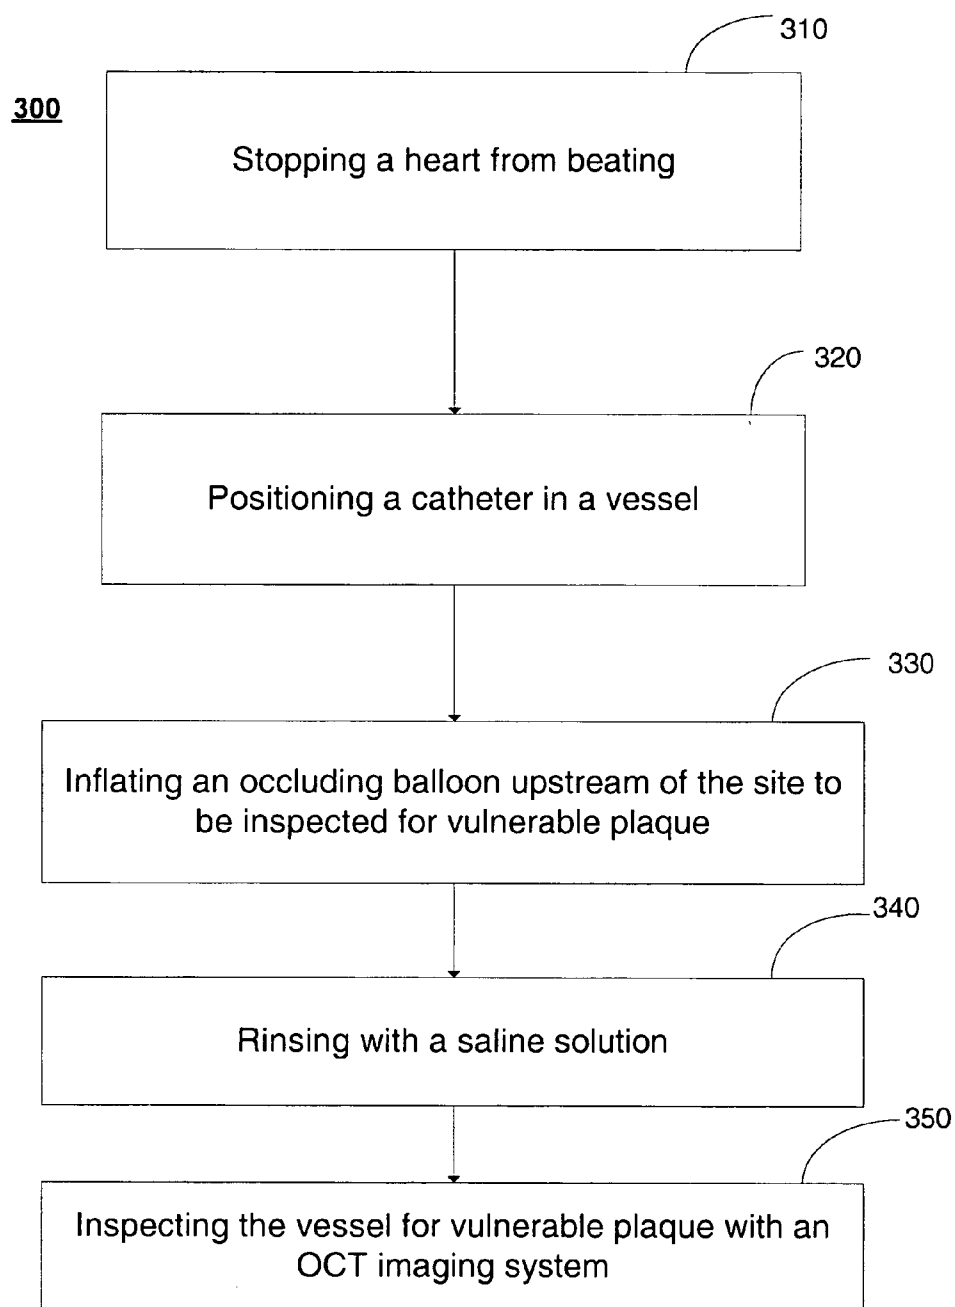 310
300
Stopping a heart from beating
320
Positioning a catheter in a vessel
330
Inflating an occluding balloon upstream of the site to
be inspected for vulnerable plaque
340
Rinsing with a saline solution
350
Inspecting the vessel for vulnerable plaque with an
OCT imaging system